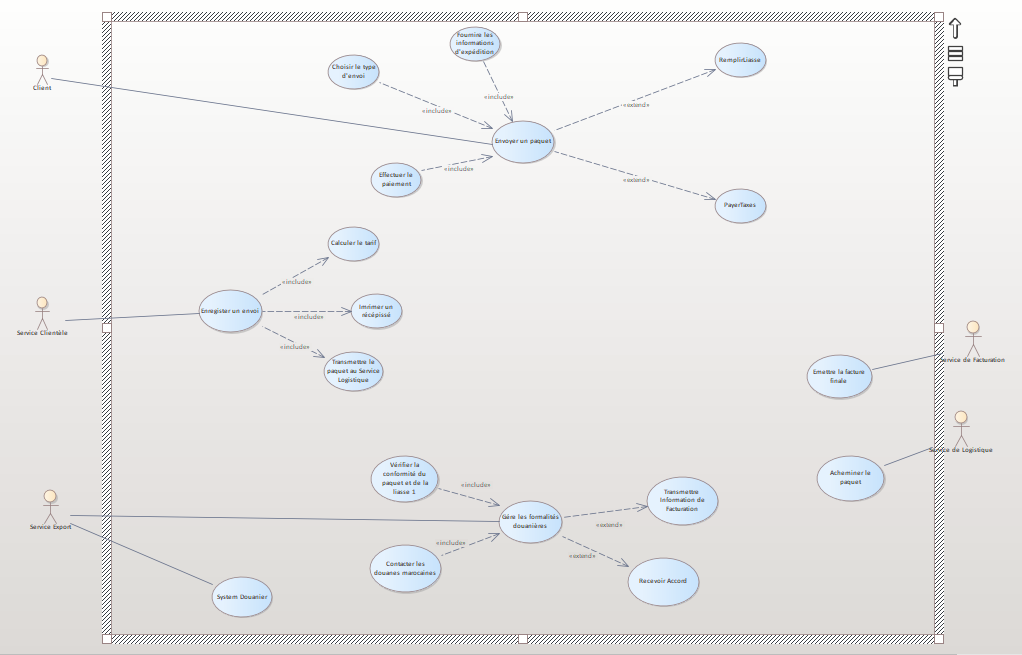 Fournire les
informations
d'expédition
Choisir le type
d'envoi
RemplirLiasse
Client
«include»
«include»
«extend»
Envoyer un paquet
Effectuer le
paiement
«include»
«extend»
PayerTaxes
Calculer le tarif
«include»
Enregister un envoi
Imrimer un
récépissé
«include»
Service Clientèle
«include»
Transmettre le
paquet au Service
Logistique
Service de Facturation
Emettre la facture
finale
Service de Logistique
Acheminer le
paquet
Vérifier la
conformité du
paquet et de la
liasse 1
«include»
Transmettre
Information de
Facturation
Gére les formalités
douanières
«extend»
Service Export
«include»
«extend»
Contacter les
douanes marocaines
Recevoir Accord
System Douanier